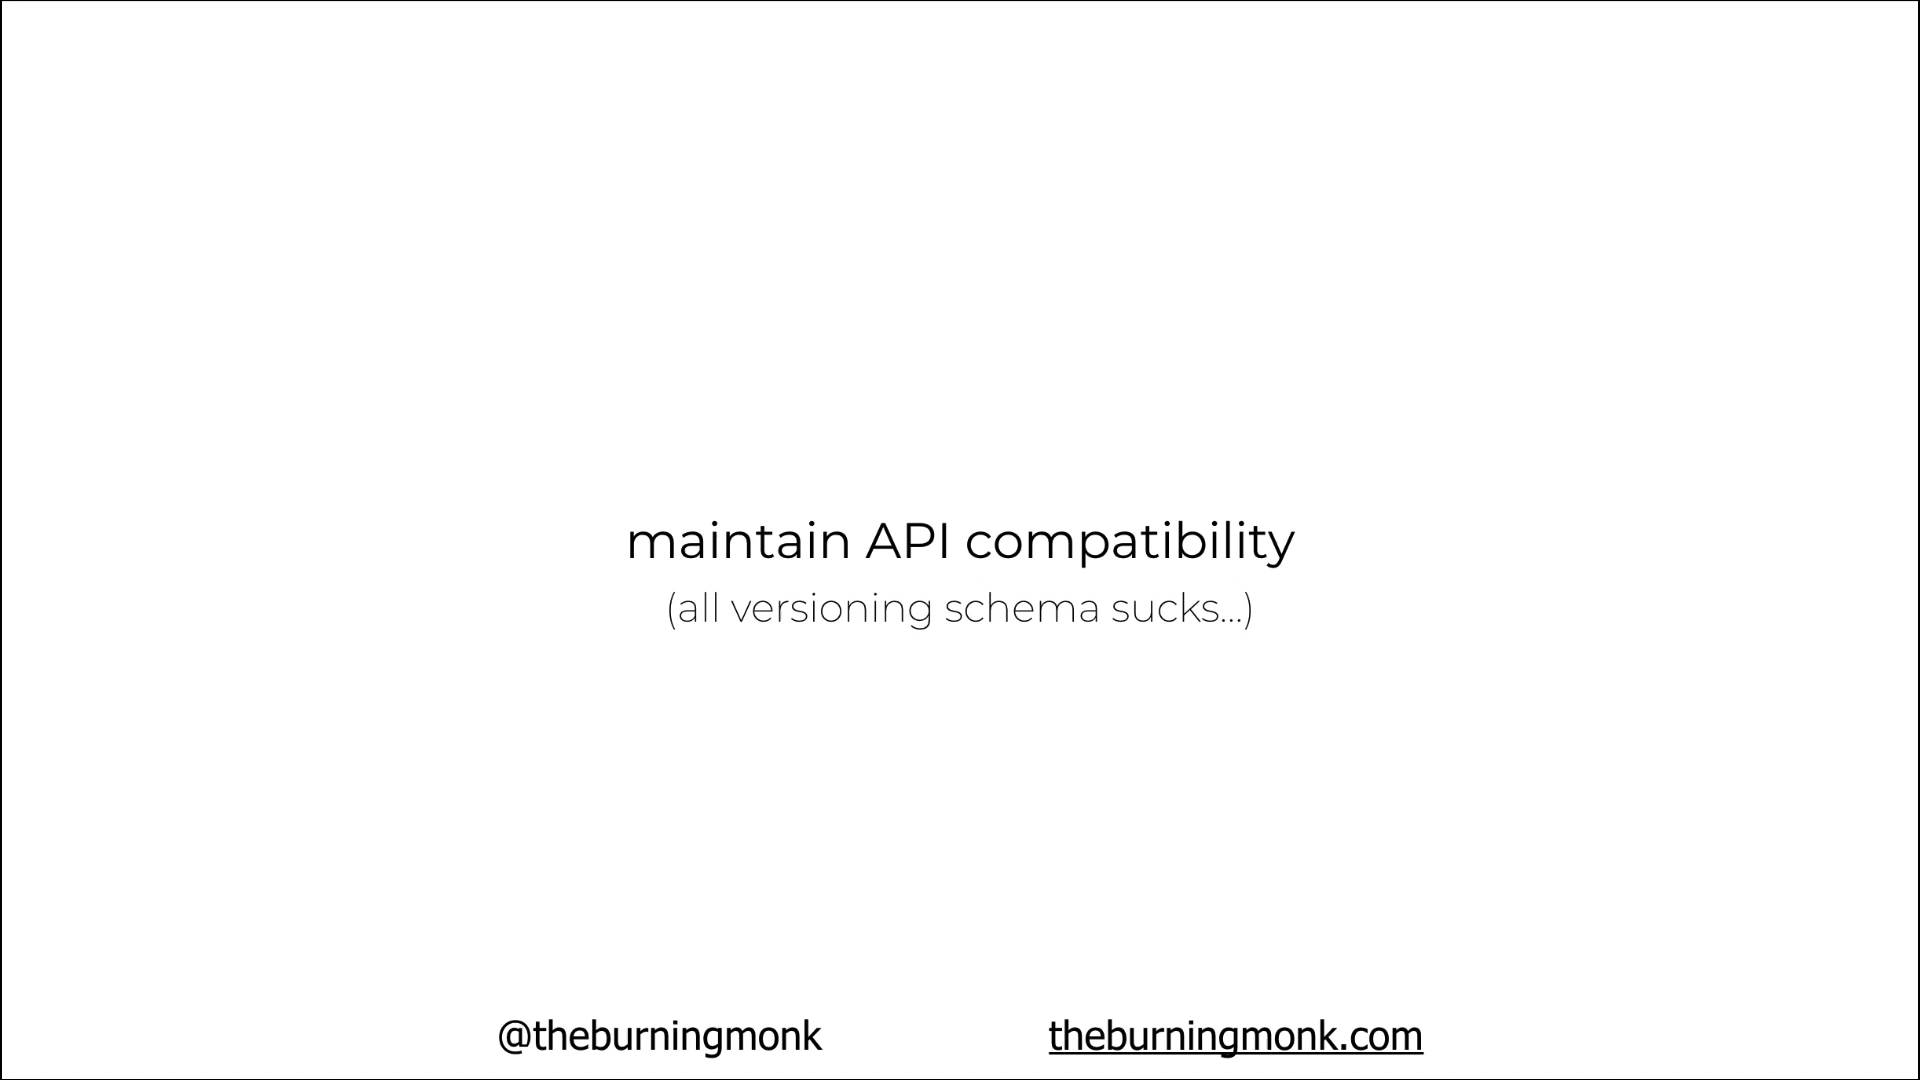 maintain API compatibility
(all versioning schema sucks...)
@theburningmonk
theburningmonk.com